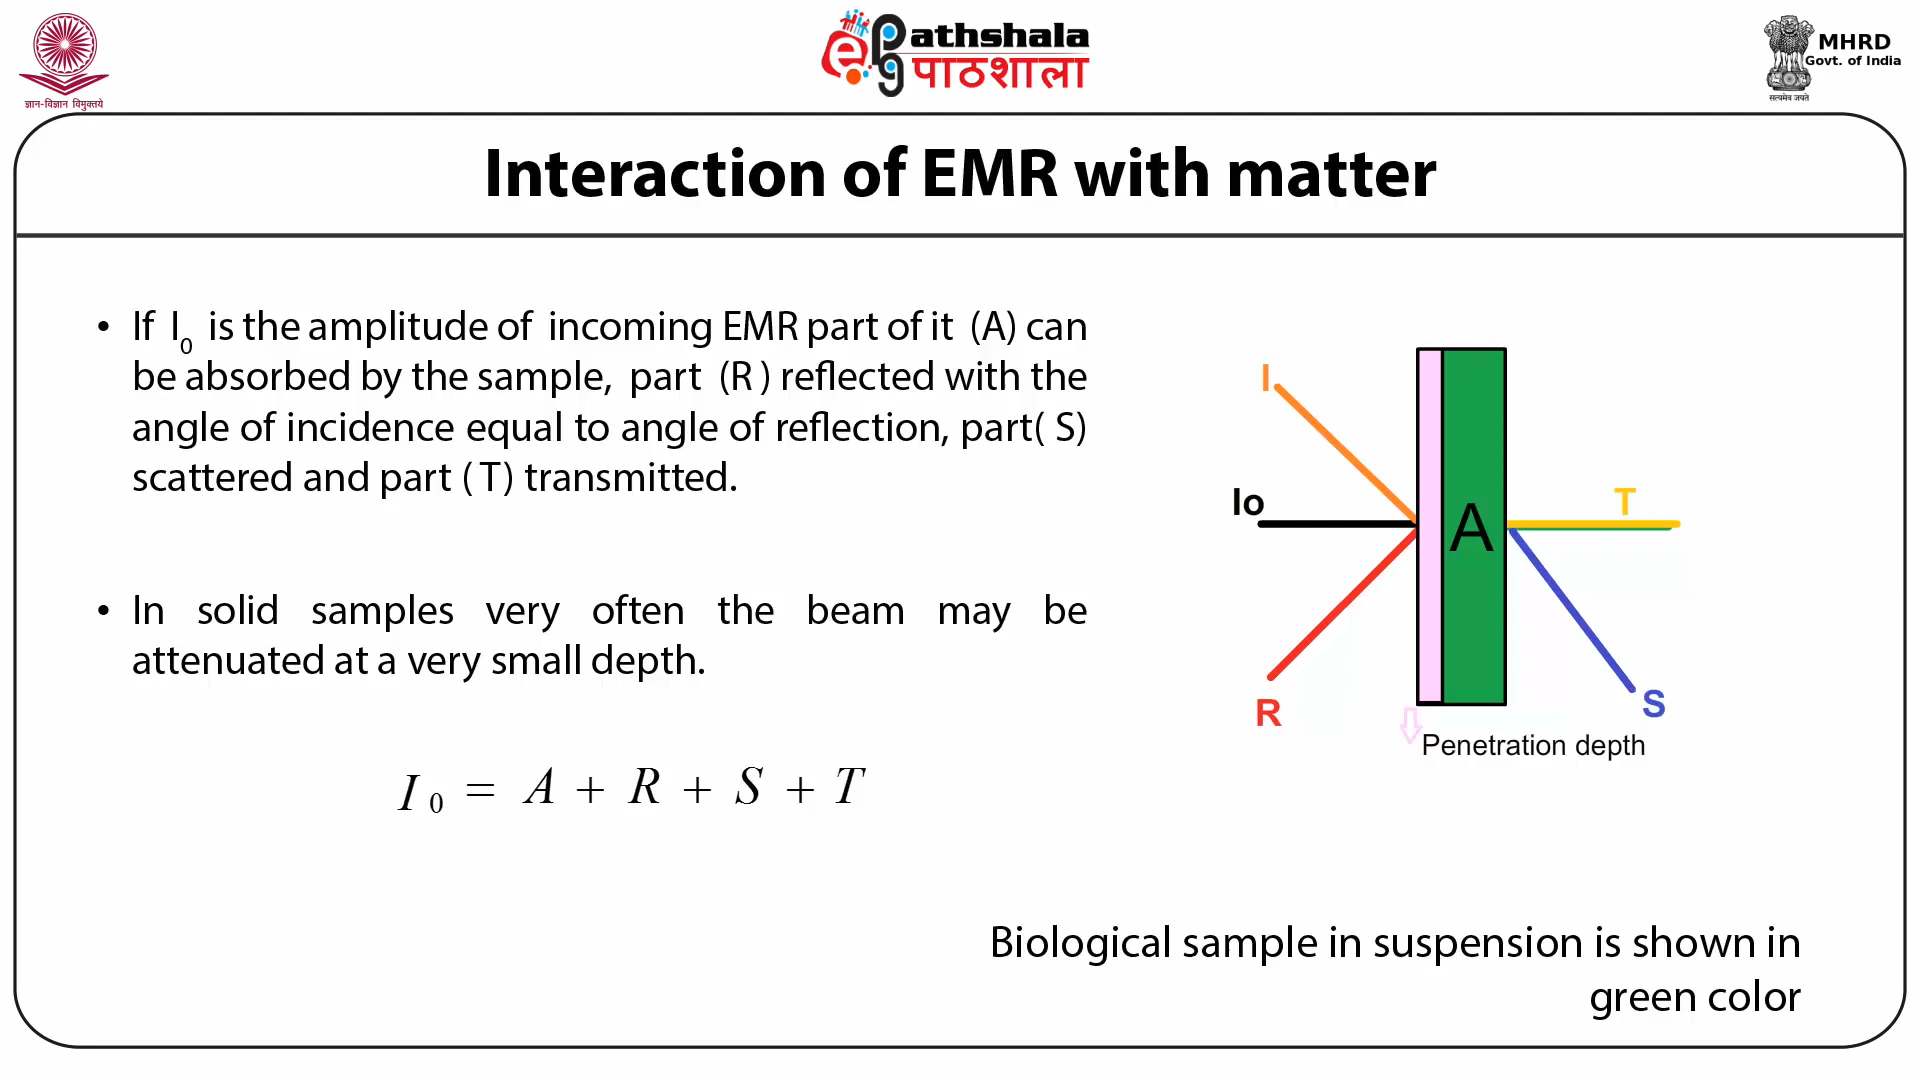 ज्ञान-विज्ञान विमुक्तये
ePathshala
पाठशाला
MHRD
Govt. of India
सत्यमेव जयते
Interaction of EMR with matter
• If I0 is the amplitude of incoming EMR part of it (A) can
be absorbed by the sample, part (R ) reflected with the
angle of incidence equal to angle of reflection, part( S)
scattered and part ( T) transmitted.
• In solid samples very often the beam may be
attenuated at a very small depth.
I 0 = A + R + S + T
I
Io
A
T
R
S
Penetration depth
Biological sample in suspension is shown in
green color